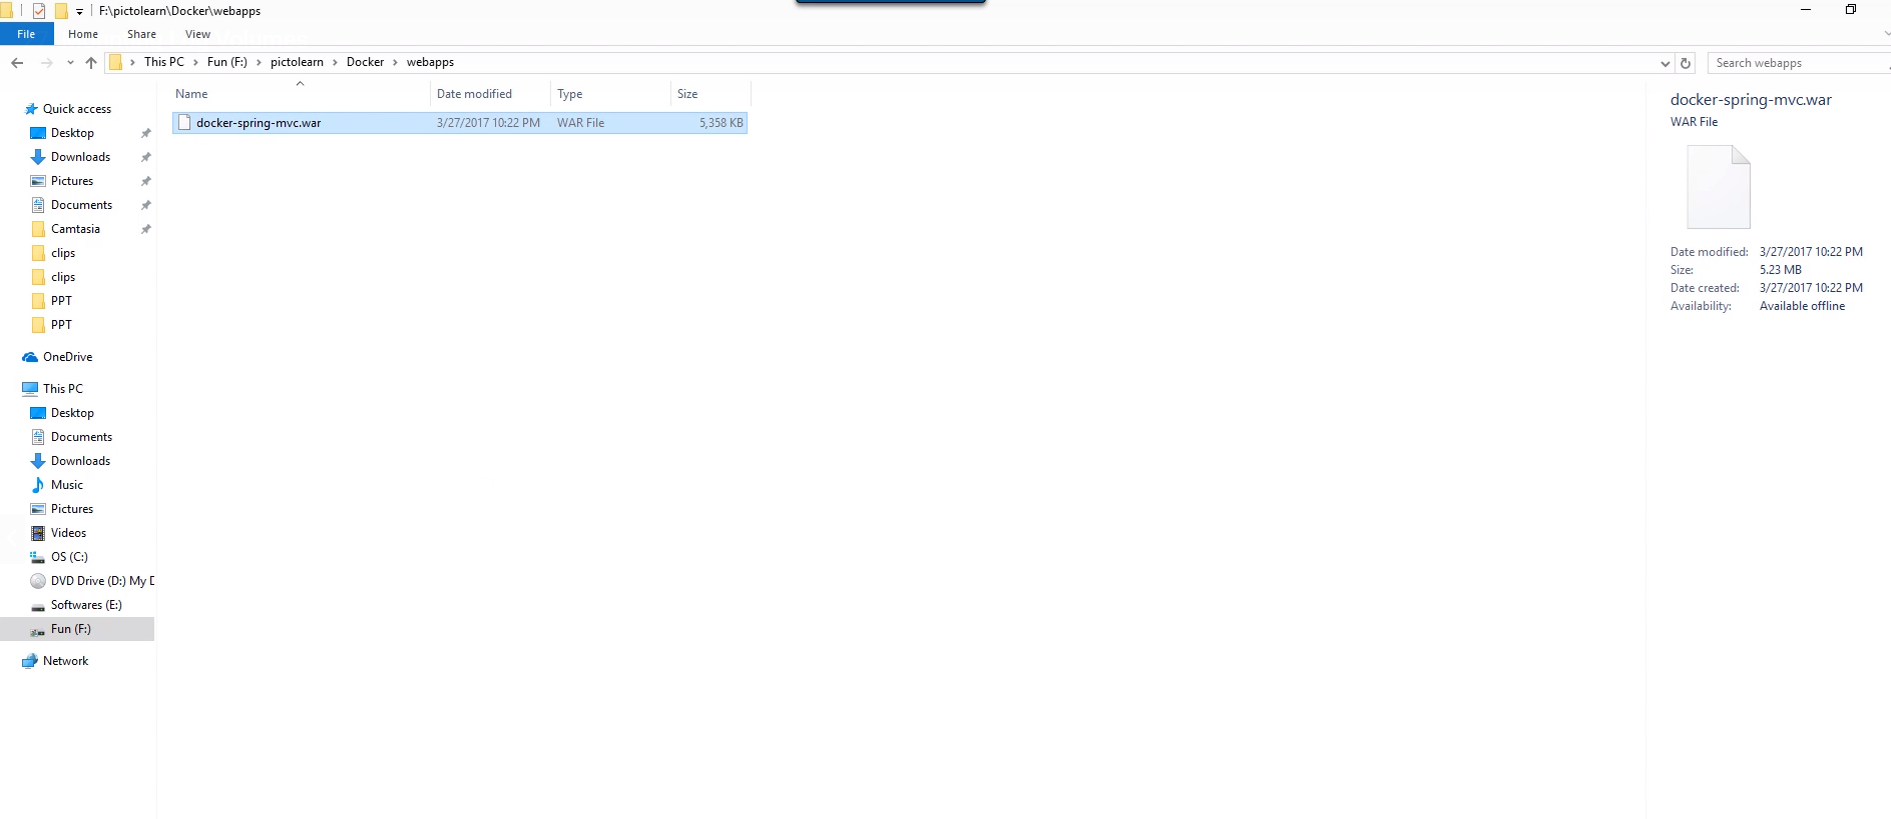 F:\pictolearn\Docker\webapps
File Home Share View
This PC Fun (F:) pictolearn Docker webapps
Search webapps
Name Date modified Type Size
docker-spring-mvc.war 3/27/2017 10:22 PM WAR File 5,358 KB
Quick access
Desktop
Downloads
Pictures
Documents
Camtasia
clips
clips
PPT
PPT
OneDrive
This PC
Desktop
Documents
Downloads
Music
Pictures
Videos
OS (C:)
DVD Drive (D:) My D
Softwares (E:)
Fun (F:)
Network
docker-spring-mvc.war
WAR File
Date modified: 3/27/2017 10:22 PM
Size: 5.23 MB
Date created: 3/27/2017 10:22 PM
Availability: Available offline